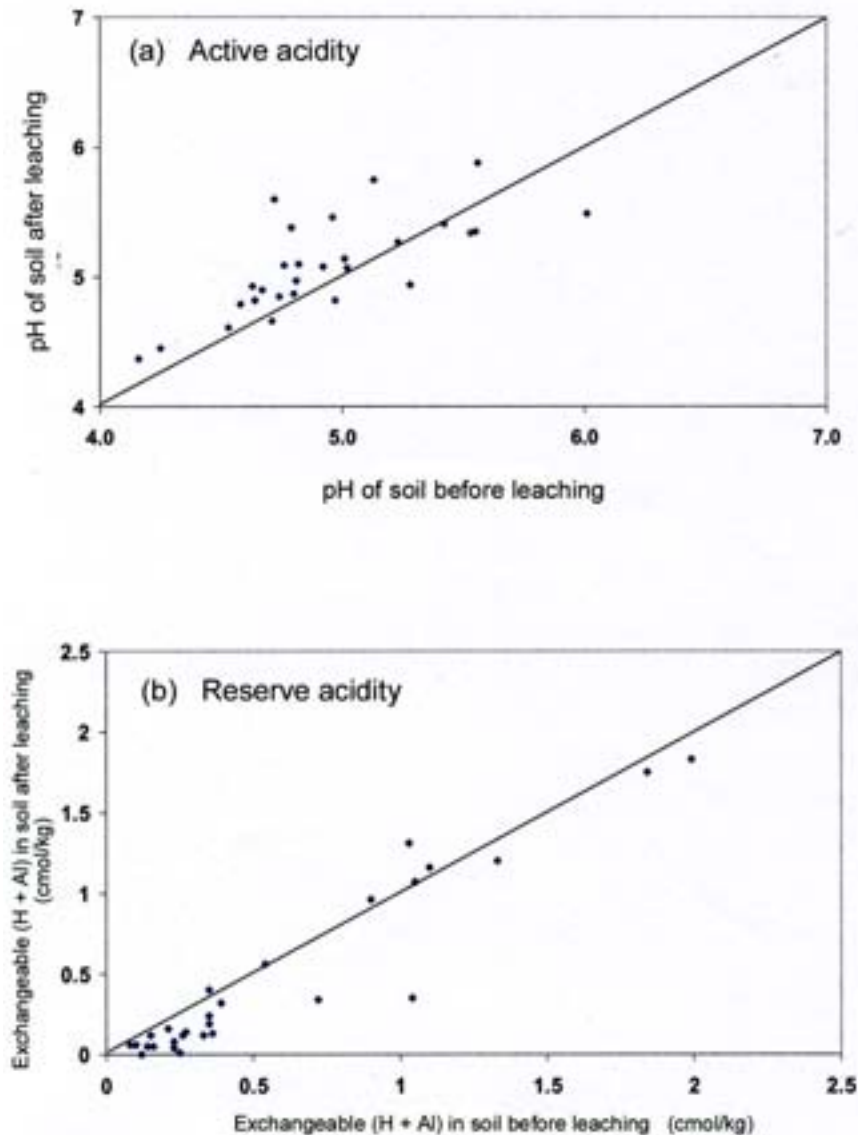 (a) Active acidity
7
6
5
4
pH of soil after leaching
4.0 5.0 6.0 7.0
pH of soil before leaching
(b) Reserve acidity
2.5
2
1.5
1
0.5
0
Exchangeable (H + Al) in soil after leaching
(cmol/kg)
0 0.5 1 1.5 2 2.5
Exchangeable (H + Al) in soil before leaching (cmol/kg)